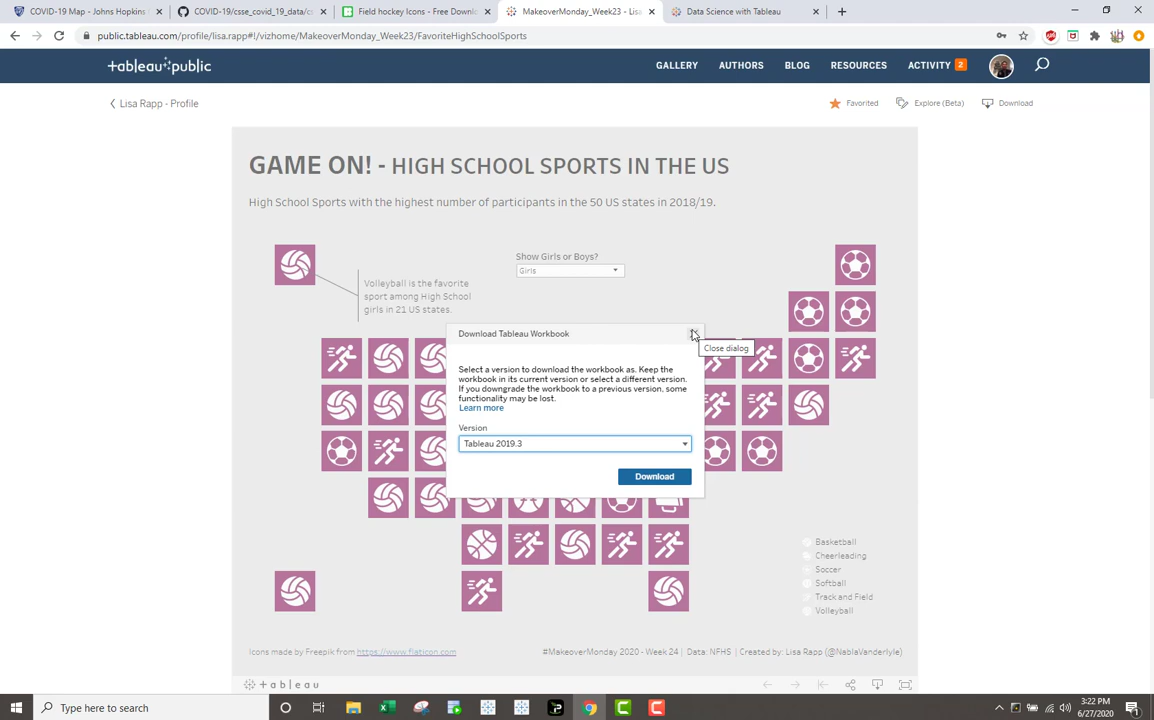 COVID-19 Map - Johns Hopkins
COVID-19/csse_covid_19_data/cs
Field hockey Icons - Free Downlo
MakeoverMonday_Week23 - Lisa
Data Science with Tableau
public.tableau.com/profile/lisa.rapp#!/vizhome/MakeoverMonday_Week23/FavoriteHighSchoolSports
tableau public
GALLERY AUTHORS BLOG RESOURCES ACTIVITY 2
Lisa Rapp - Profile
Favorited Explore (Beta) Download
GAME ON! - HIGH SCHOOL SPORTS IN THE US
High School Sports with the highest number of participants in the 50 US states in 2018/19.
Show Girls or Boys?
Girls
Volleyball is the favorite
sport among High School
girls in 21 US states.
Download Tableau Workbook
Close dialog
Select a version to download the workbook as. Keep the
workbook in its current version or select a different version.
If you downgrade the workbook to a previous version, some
functionality may be lost.
Learn more
Version
Tableau 2019.3
Download
Basketball
Cheerleading
Soccer
Softball
Track and Field
Volleyball
Icons made by Freepik from https://www.flaticon.com
#MakeoverMonday 2020 - Week 24 | Data: NFHS | Created by: Lisa Rapp (@NablaVanderlyle)
tableau
Type here to search
3:22 PM
6/27/2020